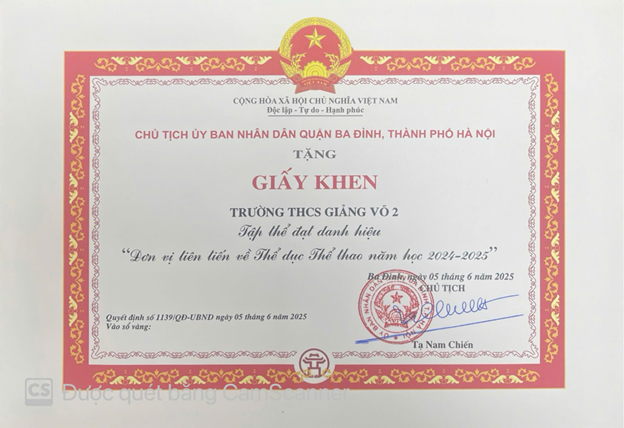 CỘNG HÒA XÃ HỘI CHỦ NGHĨA VIỆT NAM
Độc lập - Tự do - Hạnh phúc
CHỦ TỊCH ỦY BAN NHÂN DÂN QUẬN BA ĐÌNH, THÀNH PHỐ HÀ NỘI
TẶNG
GIẤY KHEN
TRƯỜNG THCS GIẢNG VÕ 2
Tập thể đạt danh hiệu
"Đơn vị tiên tiến về Thể dục Thể thao năm học 2024-2025"
Ba Đình, ngày 05 tháng 6 năm 2025
CHỦ TỊCH
Quyết định số 1139/QĐ-UBND ngày 05 tháng 6 năm 2025
Vào sổ vàng:
Tạ Nam Chiến
CS Được quét bằng CamScanner